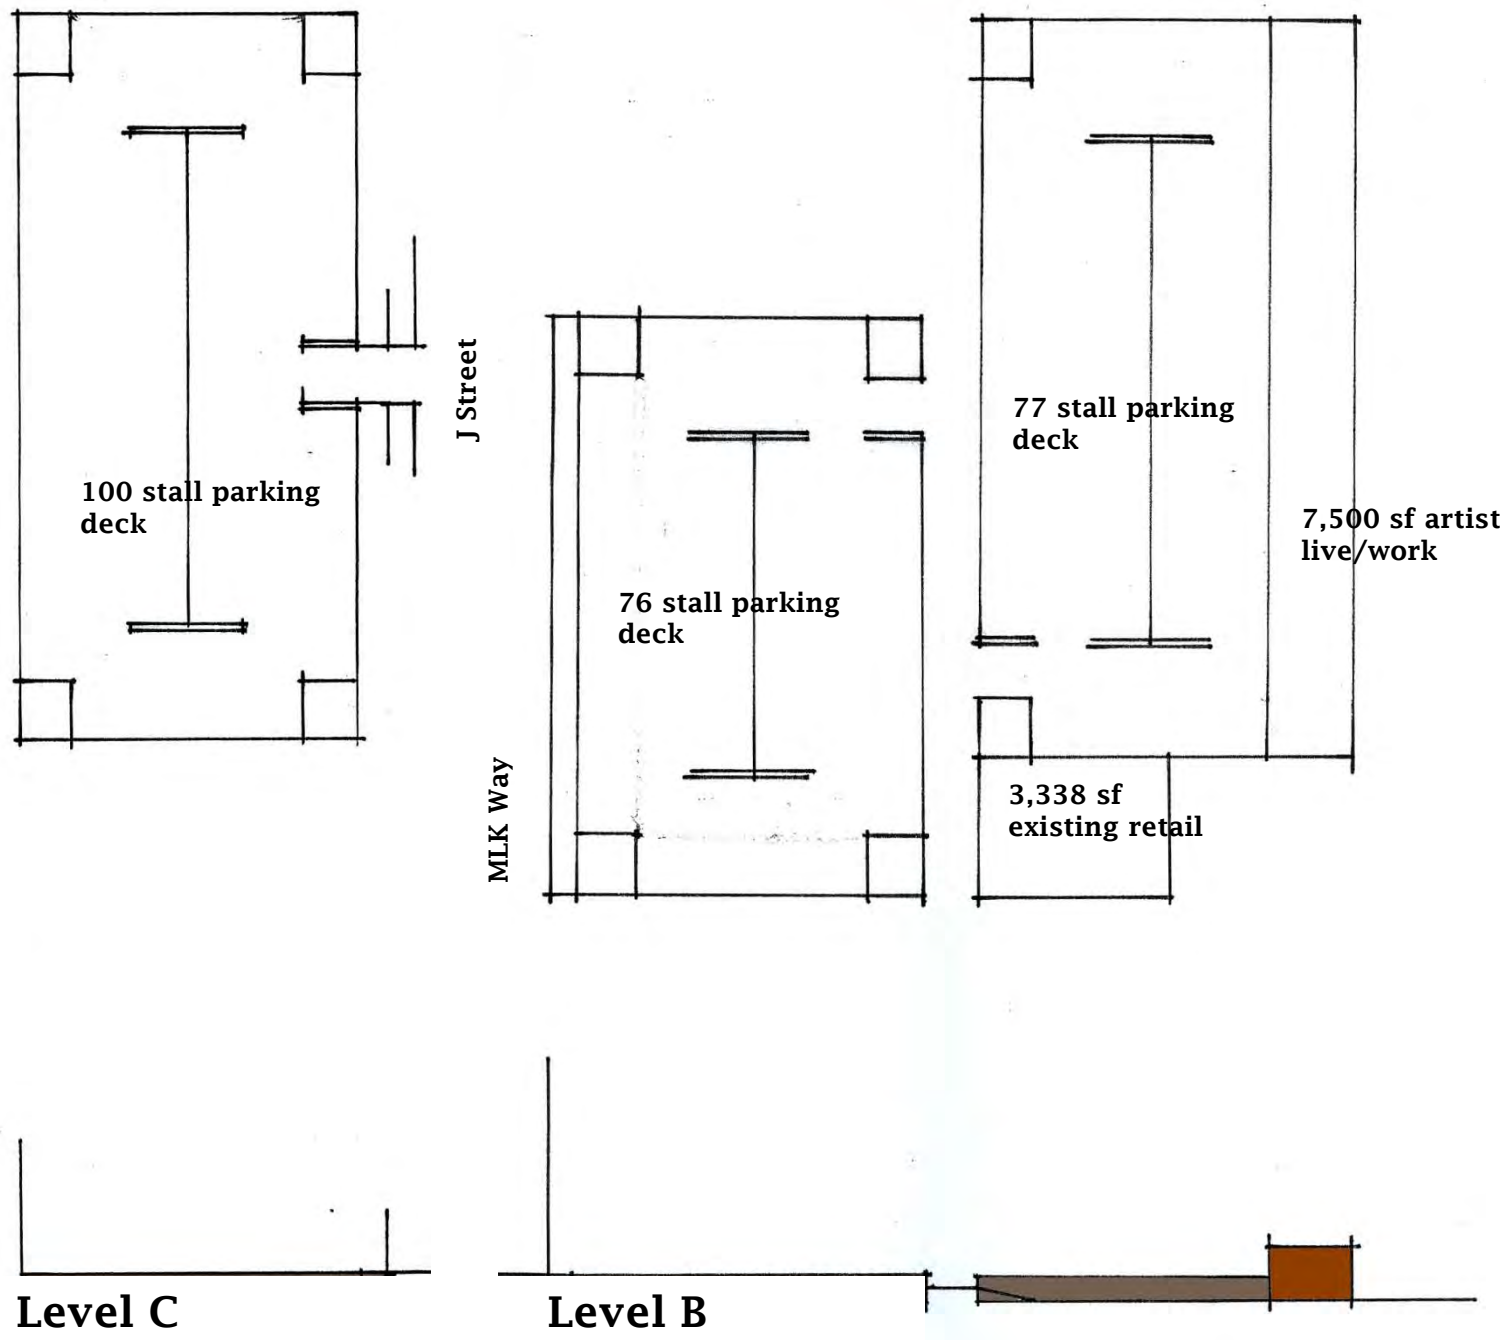 100 stall parking
deck
J Street
MLK Way
76 stall parking
deck
77 stall parking
deck
7,500 sf artist
live/work
3,338 sf
existing retail
Level C
Level B